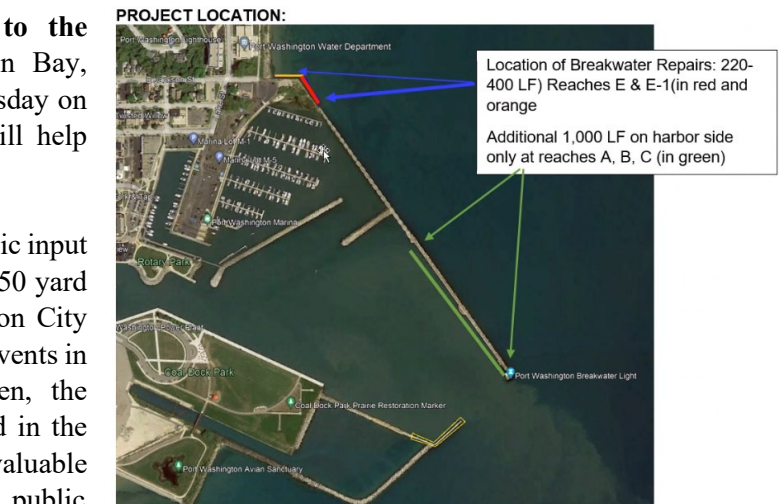 to the
n Bay,
sday on
ill help
ic input
50 yard
on City
vents in
en, the
d in the
valuable
public
PROJECT LOCATION:
Port Washington Lighthouse
Port Washington Water Department
Location of Breakwater Repairs: 220-
400 LF) Reaches E & E-1(in red and
orange
Additional 1,000 LF on harbor side
only at reaches A, B, C (in green)
Marina Lot M-1
Port Washington Marina
Rotary Park
Coal Dock Park
Coal Dock Park Prairie Restoration Marker
Port Washington Breakwater Light
Port Washington Avian Sanctuary